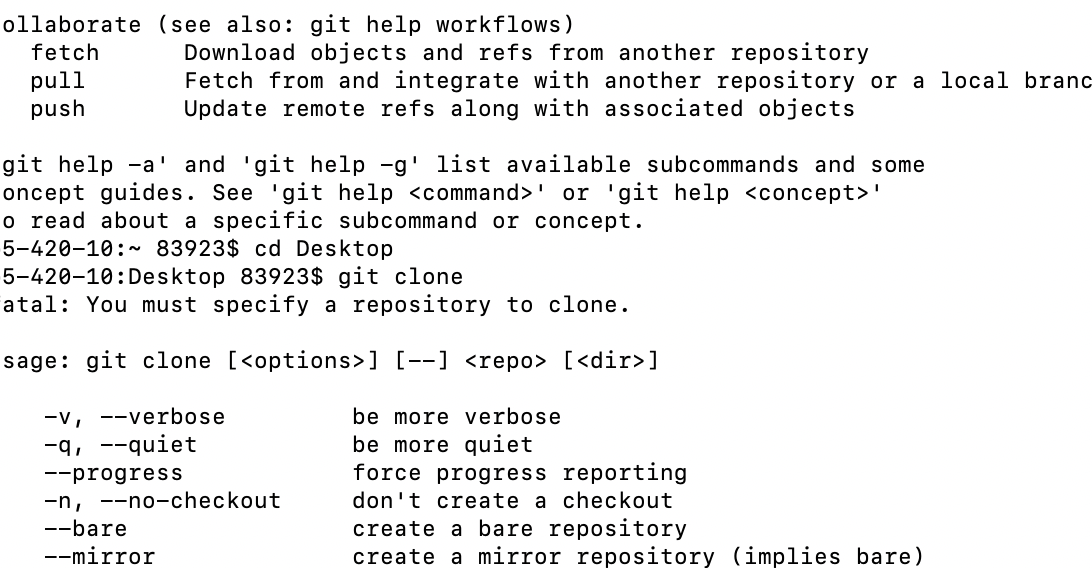 ollaborate (see also: git help workflows)
fetch Download objects and refs from another repository
pull Fetch from and integrate with another repository or a local branc
push Update remote refs along with associated objects
git help -a' and 'git help -g' list available subcommands and some
oncept guides. See 'git help <command>' or 'git help <concept>'
o read about a specific subcommand or concept.
5-420-10:~ 83923$ cd Desktop
5-420-10:Desktop 83923$ git clone
atal: You must specify a repository to clone.
sage: git clone [<options>] [--] <repo> [<dir>]
-v, --verbose be more verbose
-q, --quiet be more quiet
--progress force progress reporting
-n, --no-checkout don't create a checkout
--bare create a bare repository
--mirror create a mirror repository (implies bare)